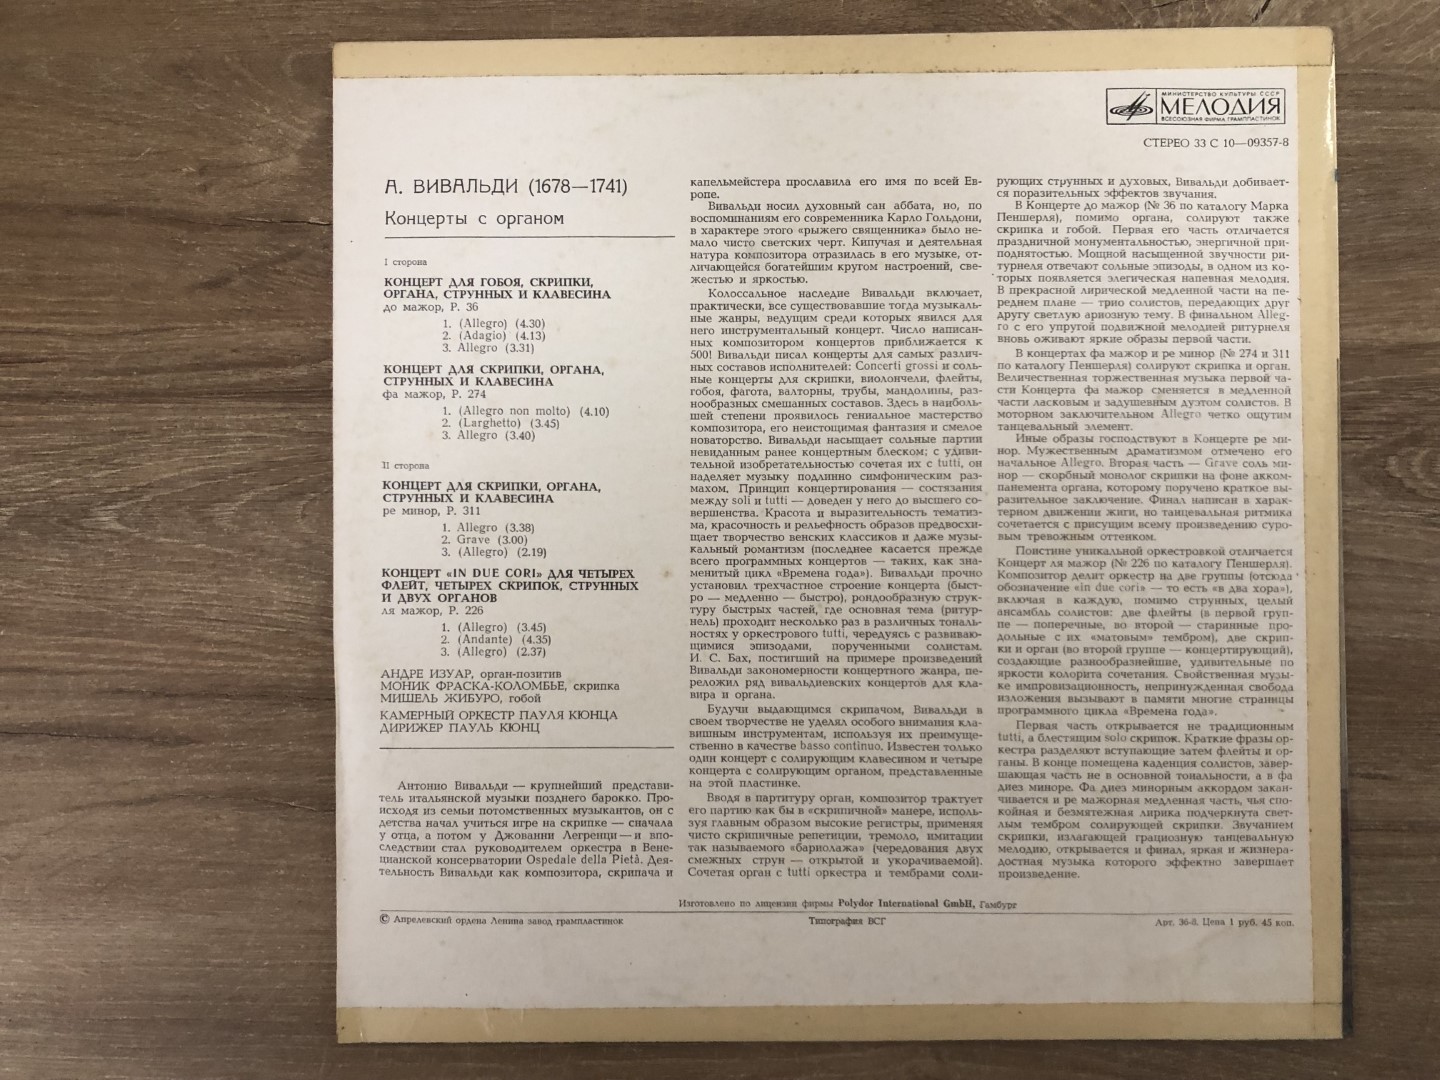 МИНИСТЕРСТВО КУЛЬТУРЫ СССР
МЕЛОДИЯ
ВСЕСОЮЗНАЯ ФИРМА ГРАМПЛАСТИНОК
СТЕРЕО 33 С 10—09357-8
А. ВИВАЛЬДИ (1678—1741)
Концерты с органом
I сторона
КОНЦЕРТ ДЛЯ ГОБОЯ, СКРИПКИ,
ОРГАНА, СТРУННЫХ И КЛАВЕСИНА
до мажор, Р. 36
1. (Allegro) (4.30)
2. (Adagio) (4.13)
3. Allegro (3.31)
КОНЦЕРТ ДЛЯ СКРИПКИ, ОРГАНА,
СТРУННЫХ И КЛАВЕСИНА
фа мажор, Р. 274
1. (Allegro non molto) (4.10)
2. (Larghetto) (3.45)
3. Allegro (3.40)
II сторона
КОНЦЕРТ ДЛЯ СКРИПКИ, ОРГАНА,
СТРУННЫХ И КЛАВЕСИНА
ре минор, Р. 311
1. Allegro (3.38)
2. Grave (3.00)
3. (Allegro) (2.19)
КОНЦЕРТ «IN DUE CORI» ДЛЯ ЧЕТЫРЕХ
ФЛЕЙТ, ЧЕТЫРЕХ СКРИПОК, СТРУННЫХ
И ДВУХ ОРГАНОВ
ля мажор, Р. 226
1. (Allegro) (3.45)
2. (Andante) (4.35)
3. (Allegro) (2.37)
АНДРЕ ИЗУАР, орган-позитив
МОНИК ФРАСКА-КОЛОМБЬЕ, скрипка
МИШЕЛЬ ЖИБУРО, гобой
КАМЕРНЫЙ ОРКЕСТР ПАУЛЯ КЮНЦА
ДИРИЖЕР ПАУЛЬ КЮНЦ
Антонио Вивальди — крупнейший представи-
тель итальянской музыки позднего барокко. Про-
исходя из семьи потомственных музыкантов, он с
детства начал учиться игре на скрипке — сначала
у отца, а потом у Джованни Легренци — и впо-
следствии стал руководителем оркестра в Вене-
цианской консерватории Ospedale della Pietà. Дея-
тельность Вивальди как композитора, скрипача и
капельмейстера прославила его имя по всей Ев-
ропе.
Вивальди носил духовный сан аббата, но, по
воспоминаниям его современника Карло Гольдони,
в характере этого «рыжего священника» было не-
мало чисто светских черт. Кипучая и деятельная
натура композитора отразилась в его музыке, от-
личающейся богатейшим кругом настроений, све-
жестью и яркостью.
Колоссальное наследие Вивальди включает,
практически, все существовавшие тогда музыкаль-
ные жанры, ведущим среди которых явился для
него инструментальный концерт. Число написан-
ных композитором концертов приближается к
500! Вивальди писал концерты для самых различ-
ных составов исполнителей: Concerti grossi и соль-
ные концерты для скрипки, виолончели, флейты,
гобоя, фагота, валторны, трубы, мандолины, раз-
нообразных смешанных составов. Здесь в наиболь-
шей степени проявилось гениальное мастерство
композитора, его неистощимая фантазия и смелое
новаторство. Вивальди насыщает сольные партии
невиданным ранее концертным блеском; с удиви-
тельной изобретательностью сочетая их с tutti, он
наделяет музыку подлинно симфоническим раз-
махом. Принцип концертирования — состязания
между soli и tutti — доведен у него до высшего со-
вершенства. Красота и выразительность тематиз-
ма, красочность и рельефность образов предвосхи-
щает творчество венских классиков и даже музы-
кальный романтизм (последнее касается прежде
всего программных концертов — таких, как зна-
менитый цикл «Времена года»). Вивальди прочно
установил трехчастное строение концерта (быст-
ро — медленно — быстро), рондообразную струк-
туру быстрых частей, где основная тема (ритур-
нель) проходит несколько раз в различных тональ-
ностях у оркестрового tutti, чередуясь с развиваю-
щимися эпизодами, порученными солистам.
И. С. Бах, постигший на примере произведений
Вивальди закономерности концертного жанра, пе-
реложил ряд вивальдиевских концертов для кла-
вира и органа.
Будучи выдающимся скрипачом, Вивальди в
своем творчестве не уделял особого внимания кла-
вишным инструментам, используя их преимуще-
ственно в качестве basso continuo. Известен только
один концерт с солирующим клавесином и четыре
концерта с солирующим органом, представленные
на этой пластинке.
Вводя в партитуру орган, композитор трактует
его партию как бы в «скрипичной» манере, исполь-
зуя главным образом высокие регистры, применяя
чисто скрипичные репетиции, тремоло, имитации
так называемого «бариолажа» (чередования двух
смежных струн — открытой и укорачиваемой).
Сочетая орган с tutti оркестра и тембрами соли-
рующих струнных и духовых, Вивальди добивает-
ся поразительных эффектов звучания.
В Концерте до мажор (№ 36 по каталогу Марка
Пеншерля), помимо органа, солируют также
скрипка и гобой. Первая его часть отличается
праздничной монументальностью, энергичной при-
поднятостью. Мощной насыщенной звучности ри-
турнеля отвечают сольные эпизоды, в одном из ко-
торых появляется элегическая напевная мелодия.
В прекрасной лирической медленной части на пе-
реднем плане — трио солистов, передающих друг
другу светлую ариозную тему. В финальном Alleg-
ro с его упругой подвижной мелодией ритурнеля
вновь оживают яркие образы первой части.
В концертах фа мажор и ре минор (№ 274 и 311
по каталогу Пеншерля) солируют скрипка и орган.
Величественная торжественная музыка первой ча-
сти Концерта фа мажор сменяется в медленной
части ласковым и задушевным дуэтом солистов. В
моторном заключительном Allegro четко ощутим
танцевальный элемент.
Иные образы господствуют в Концерте ре ми-
нор. Мужественным драматизмом отмечено его
начальное Allegro. Вторая часть — Grave соль ми-
нор — скорбный монолог скрипки на фоне акком-
панемента органа, которому поручено краткое вы-
разительное заключение. Финал написан в харак-
терном движении жиги, но танцевальная ритмика
сочетается с присущим всему произведению суро-
вым тревожным оттенком.
Поистине уникальной оркестровкой отличается
Концерт ля мажор (№ 226 по каталогу Пеншерля).
Композитор делит оркестр на две группы (отсюда
обозначение «in due cori» — то есть «в два хора»),
включая в каждую, помимо струнных, целый
ансамбль солистов: две флейты (в первой груп-
пе — поперечные, во второй — старинные про-
дольные с их «матовым» тембром), две скрип-
ки и орган (во второй группе — концертирующий),
создающие разнообразнейшие, удивительные по
яркости колорита сочетания. Свойственная музы-
ке импровизационность, непринужденная свобода
изложения вызывают в памяти многие страницы
программного цикла «Времена года».
Первая часть открывается не традиционным
tutti, а блестящим solo скрипок. Краткие фразы ор-
кестра разделяют вступающие затем флейты и ор-
ганы. В конце помещена каденция солистов, завер-
шающая часть не в основной тональности, а в фа
диез миноре. Фа диез минорным аккордом закан-
чивается и ре мажорная медленная часть, чья спо-
койная и безмятежная лирика подчеркнута свет-
лым тембром солирующей скрипки. Звучанием
скрипки, излагающей грациозную танцевальную
мелодию, открывается и финал, яркая и жизнера-
достная музыка которого эффектно завершает
произведение.
Изготовлено по лицензии фирмы Polydor International GmbH, Гамбург
© Апрелевский ордена Ленина завод грампластинок
Типография ВСГ
Арт. 36-8. Цена 1 руб. 45 коп.